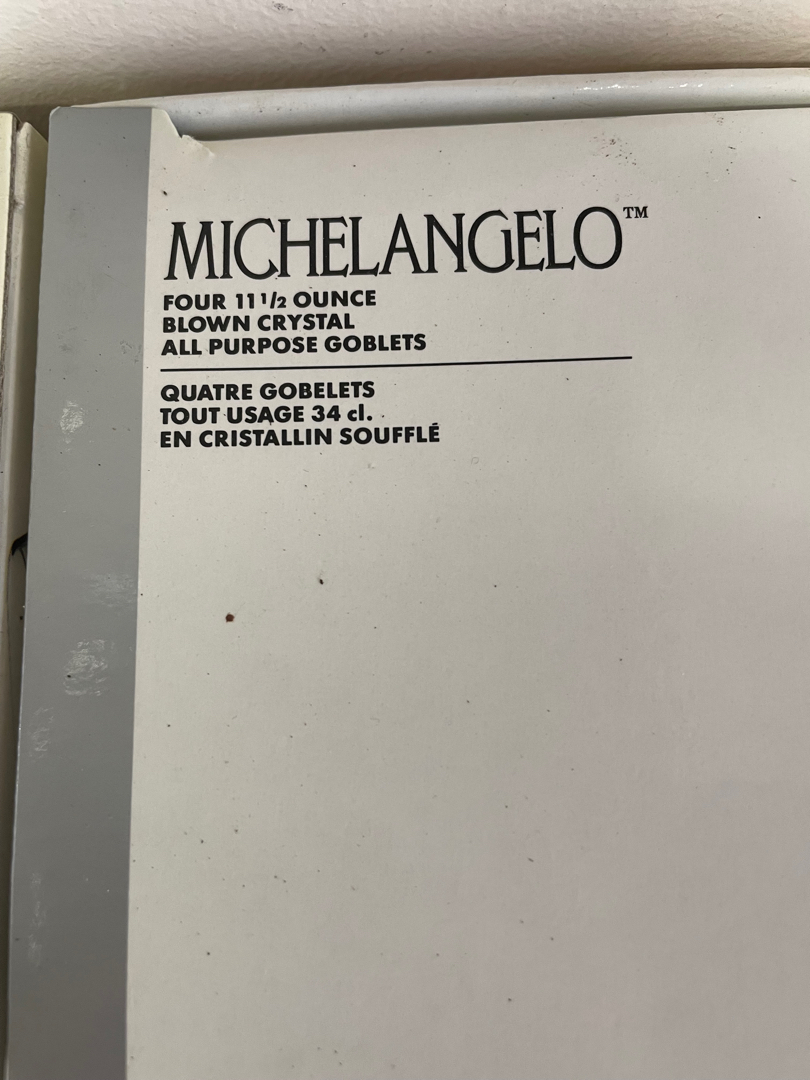 MICHELANGELO™
FOUR 11 1/2 OUNCE
BLOWN CRYSTAL
ALL PURPOSE GOBLETS
QUATRE GOBELETS
TOUT USAGE 34 cl.
EN CRISTALLIN SOUFFLÉ